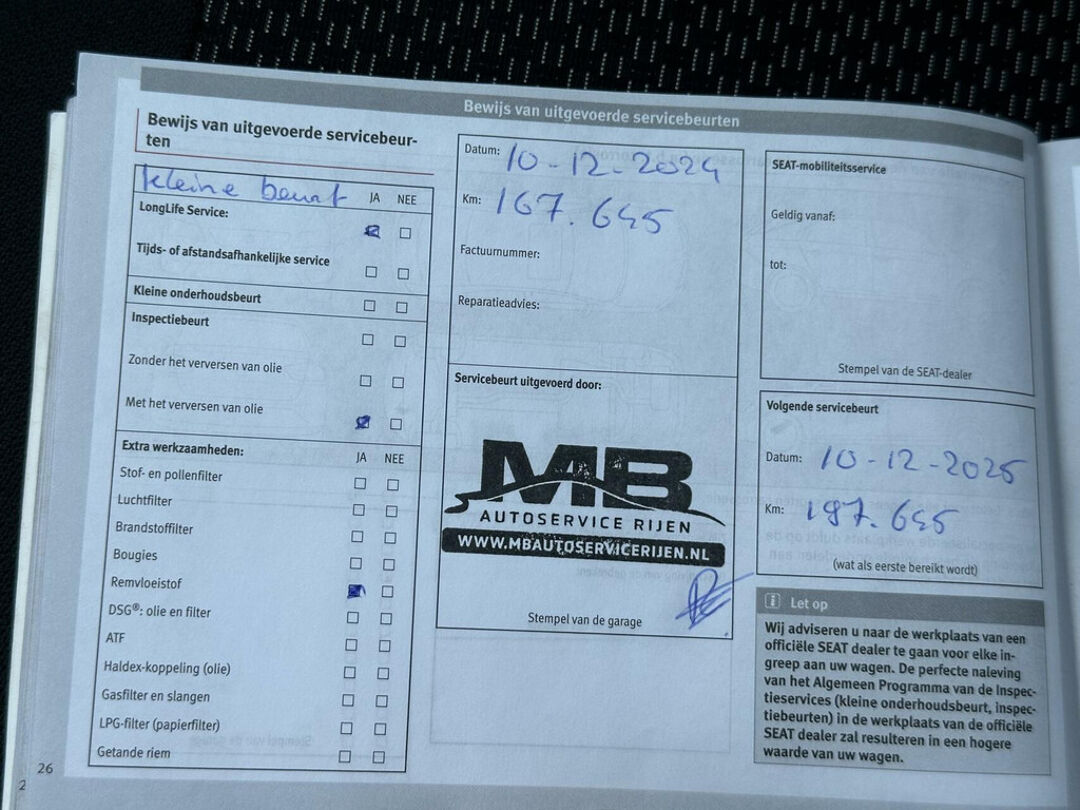 Bewijs van uitgevoerde servicebeurten
Bewijs van uitgevoerde servicebeur-
ten
kleine beurt JA NEE
LongLife Service:
Tijds- of afstandsafhankelijke service
Kleine onderhoudsbeurt
Inspectiebeurt
Zonder het verversen van olie
Met het verversen van olie
Extra werkzaamheden: JA NEE
Stof- en pollenfilter
Luchtfilter
Brandstoffilter
Bougies
Remvloeistof
DSG®: olie en filter
ATF
Haldex-koppeling (olie)
Gasfilter en slangen
LPG-filter (papierfilter)
Getande riem
26
Datum: 10-12-2024
Km: 167.645
Factuurnummer:
Reparatieadvies:
Servicebeurt uitgevoerd door:
MB
AUTOSERVICE RIJEN
WWW.MBAUTOSERVICERIJEN.NL
Stempel van de garage
SEAT-mobiliteitsservice
Geldig vanaf:
tot:
Stempel van de SEAT-dealer
Volgende servicebeurt
Datum: 10-12-2025
Km: 197.645
(wat als eerste bereikt wordt)
i Let op
Wij adviseren u naar de werkplaats van een
officiële SEAT dealer te gaan voor elke in-
greep aan uw wagen. De perfecte naleving
van het Algemeen Programma van de Inspec-
tieservices (kleine onderhoudsbeurt, inspec-
tiebeurten) in de werkplaats van de officiële
SEAT dealer zal resulteren in een hogere
waarde van uw wagen.